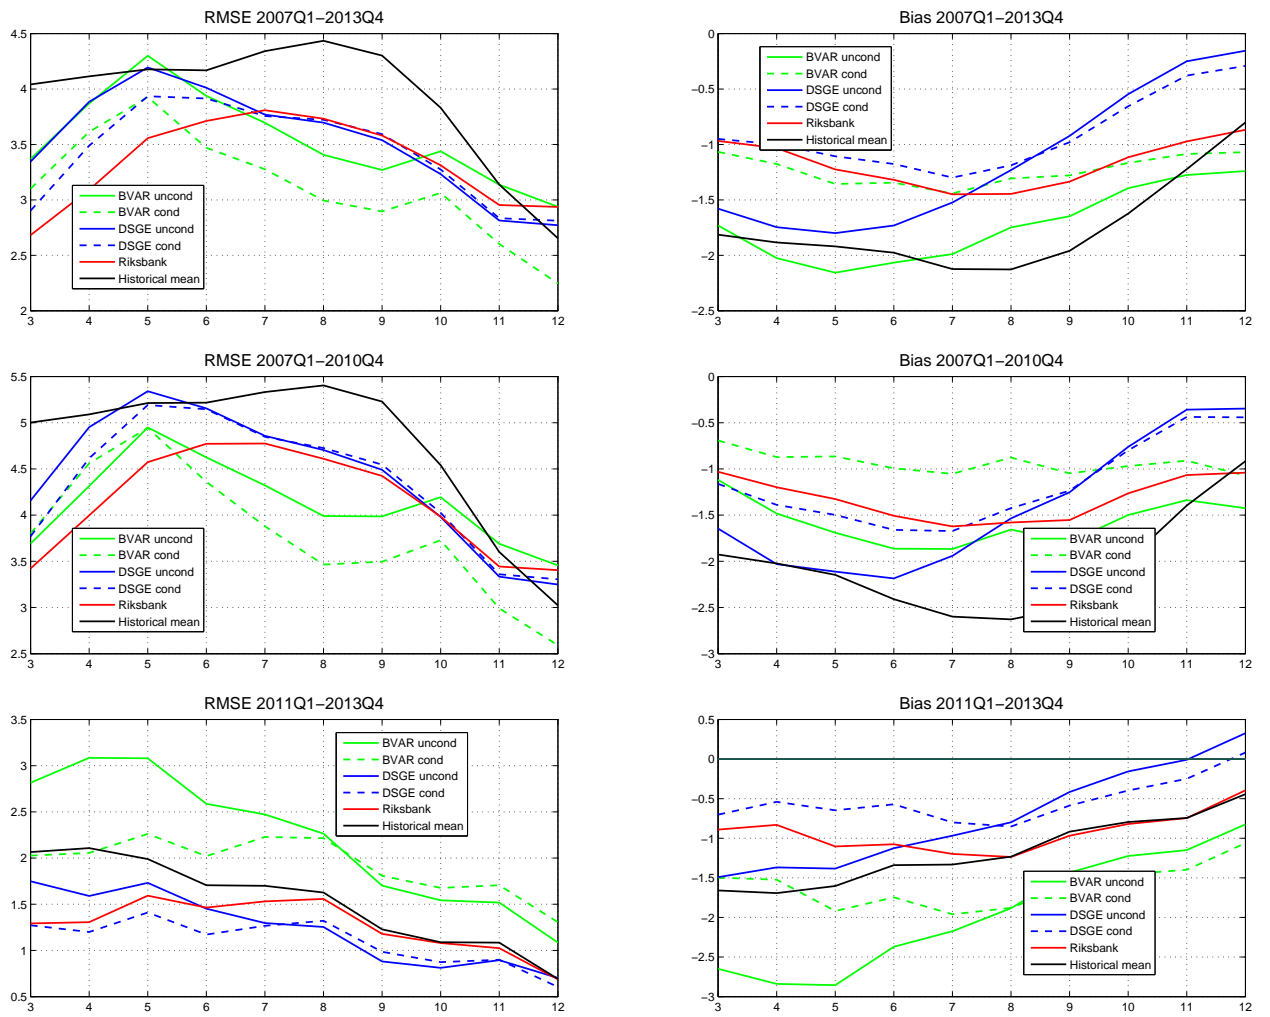 RMSE 2007Q1−2013Q4
4.5
4
3.5
3
2.5
2
BVAR uncond
BVAR cond
DSGE uncond
DSGE cond
Riksbank
Historical mean
3 4 5 6 7 8 9 10 11 12
Bias 2007Q1−2013Q4
0
−0.5
−1
−1.5
−2
−2.5
BVAR uncond
BVAR cond
DSGE uncond
DSGE cond
Riksbank
Historical mean
3 4 5 6 7 8 9 10 11 12
RMSE 2007Q1−2010Q4
5.5
5
4.5
4
3.5
3
2.5
BVAR uncond
BVAR cond
DSGE uncond
DSGE cond
Riksbank
Historical mean
3 4 5 6 7 8 9 10 11 12
Bias 2007Q1−2010Q4
0
−0.5
−1
−1.5
−2
−2.5
−3
BVAR uncond
BVAR cond
DSGE uncond
DSGE cond
Riksbank
Historical mean
3 4 5 6 7 8 9 10 11 12
RMSE 2011Q1−2013Q4
3.5
3
2.5
2
1.5
1
0.5
BVAR uncond
BVAR cond
DSGE uncond
DSGE cond
Riksbank
Historical mean
3 4 5 6 7 8 9 10 11 12
Bias 2011Q1−2013Q4
0.5
0
−0.5
−1
−1.5
−2
−2.5
−3
BVAR uncond
BVAR cond
DSGE uncond
DSGE cond
Riksbank
Historical mean
3 4 5 6 7 8 9 10 11 12